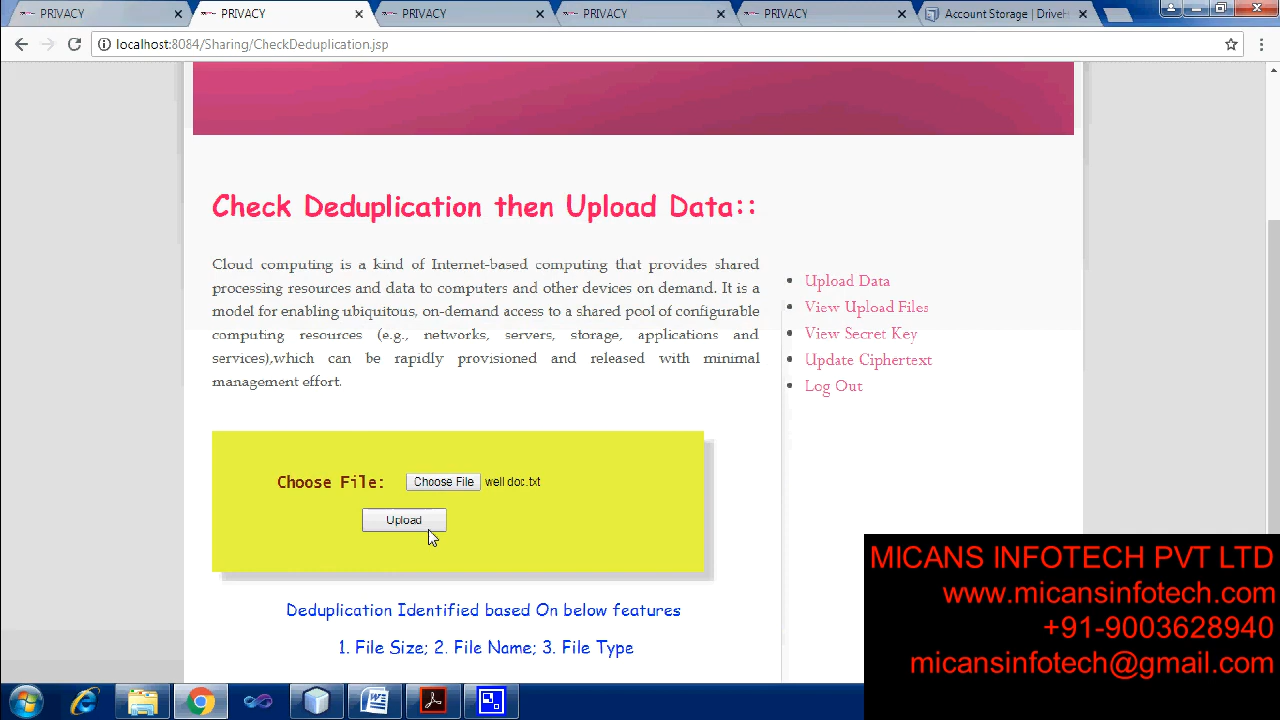 PRIVACY
PRIVACY
PRIVACY
PRIVACY
PRIVACY
Account Storage | DriveH
localhost:8084/Sharing/CheckDeduplication.jsp
Check Deduplication then Upload Data::
Cloud computing is a kind of Internet-based computing that provides shared
processing resources and data to computers and other devices on demand. It is a
model for enabling ubiquitous, on-demand access to a shared pool of configurable
computing resources (e.g., networks, servers, storage, applications and
services),which can be rapidly provisioned and released with minimal
management effort.
Upload Data
View Upload Files
View Secret Key
Update Ciphertext
Log Out
Choose File: Choose File well doc.txt
Upload
Deduplication Identified based On below features
1. File Size; 2. File Name; 3. File Type
MICANS INFOTECH PVT LTD
www.micansinfotech.com
+91-9003628940
micansinfotech@gmail.com